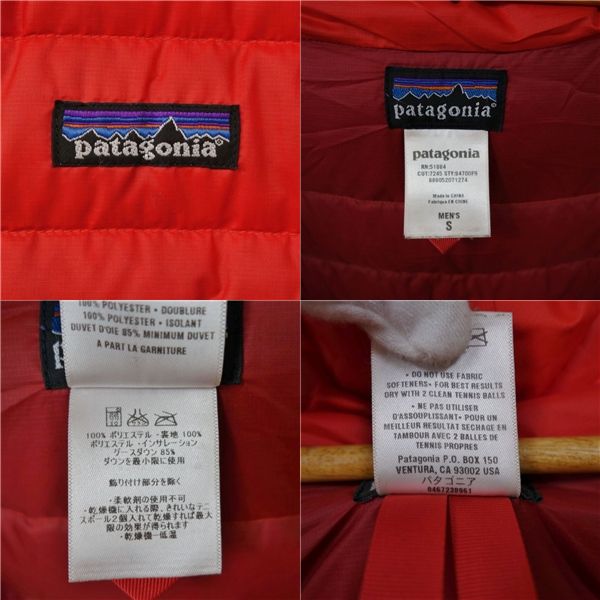 patagonia®
patagonia®
patagonia
RN:51884
COT:7245 STY:84700F9
Made in CHINA
Fabriqué EN CHINE
MEN'S
S
100% POLYESTER • DOUBLURE
100% POLYESTER • ISOLANT
DUVET D'OIE 85% MINIMUM DUVET
A PART LA GARNITURE
100% ポリエステル・裏地 100%
ポリエステル・インサレーション
グースダウン 85%
ダウンを最小限に使用
飾り付け部分を除く
・柔軟剤の使用不可
・乾燥機に入れる際、きれいなテニ
スボール2個入れて乾燥すれば最大
限の効果が得られます
・乾燥機ー低温
• DO NOT USE FABRIC
SOFTENERS• FOR BEST RESULTS
DRY WITH 2 CLEAN TENNIS BALLS
• NE PAS UTILISER
D'ASSOUPLISSANT• POUR UN
MEILLEUR RESULTAT SECHAGE EN
TAMBOUR AVEC 2 BALLES DE
TENNIS PROPRES
Patagonia P.O. BOX 150
VENTURA, CA 93002 USA
パタゴニア
0467230961